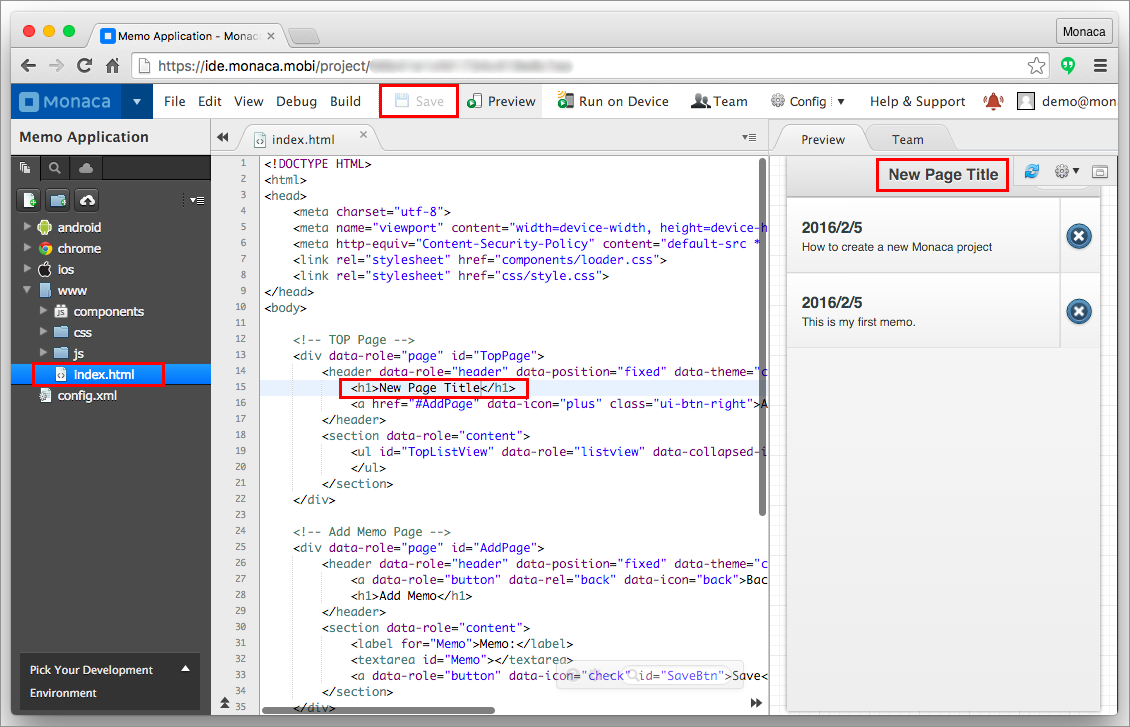 Memo Application - Monac
Monaca
https://ide.monaca.mobi/project/
Monaca
File Edit View Debug Build Save Preview Run on Device Team Config Help & Support demo@mon
Memo Application
index.html
Preview Team
android
chrome
ios
www
components
css
js
index.html
config.xml
Pick Your Development
Environment
1 <!DOCTYPE HTML>
2 <html>
3 <head>
4 <meta charset="utf-8">
5 <meta name="viewport" content="width=device-width, height=device-h
6 <meta http-equiv="Content-Security-Policy" content="default-src *
7 <link rel="stylesheet" href="components/loader.css">
8 <link rel="stylesheet" href="css/style.css">
9 </head>
10 <body>
11
12 <!-- TOP Page -->
13 <div data-role="page" id="TopPage">
14 <header data-role="header" data-position="fixed" data-theme="c
15 <h1>New Page Title</h1>
16 <a href="#AddPage" data-icon="plus" class="ui-btn-right">A
17 </header>
18 <section data-role="content">
19 <ul id="TopListView" data-role="listview" data-collapsed-i
20 </ul>
21 </section>
22 </div>
23
24 <!-- Add Memo Page -->
25 <div data-role="page" id="AddPage">
26 <header data-role="header" data-position="fixed" data-theme="c
27 <a data-role="button" data-rel="back" data-icon="back">Bac
28 <h1>Add Memo</h1>
29 </header>
30 <section data-role="content">
31 <label for="Memo">Memo:</label>
32 <textarea id="Memo"></textarea>
33 <a data-role="button" data-icon="check" id="SaveBtn">Save<
34 </section>
35 </div>
New Page Title
2016/2/5
How to create a new Monaca project
2016/2/5
This is my first memo.